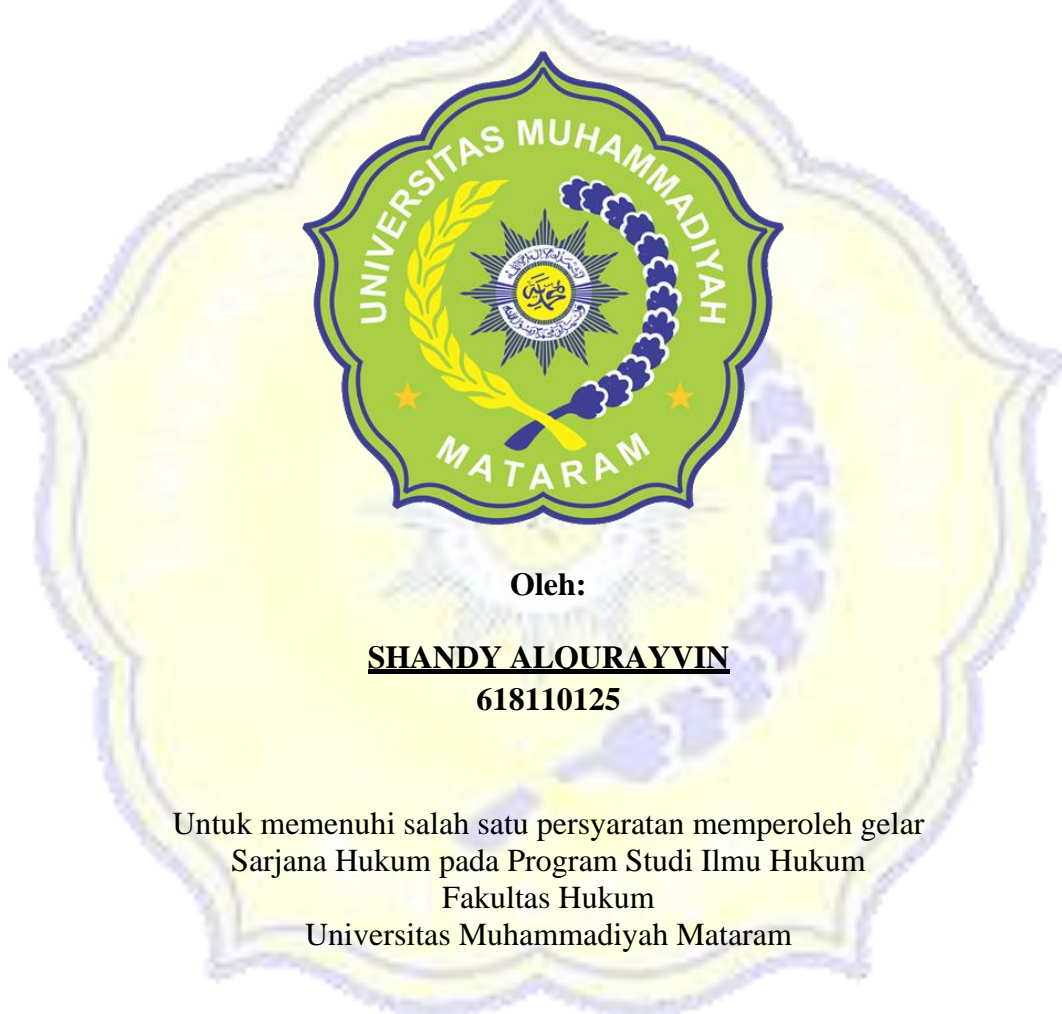 UNIVERSITAS MUHAMMADIYAH
MATARAM
Oleh:
SHANDY ALOURAYVIN
618110125
Untuk memenuhi salah satu persyaratan memperoleh gelar
Sarjana Hukum pada Program Studi Ilmu Hukum
Fakultas Hukum
Universitas Muhammadiyah Mataram